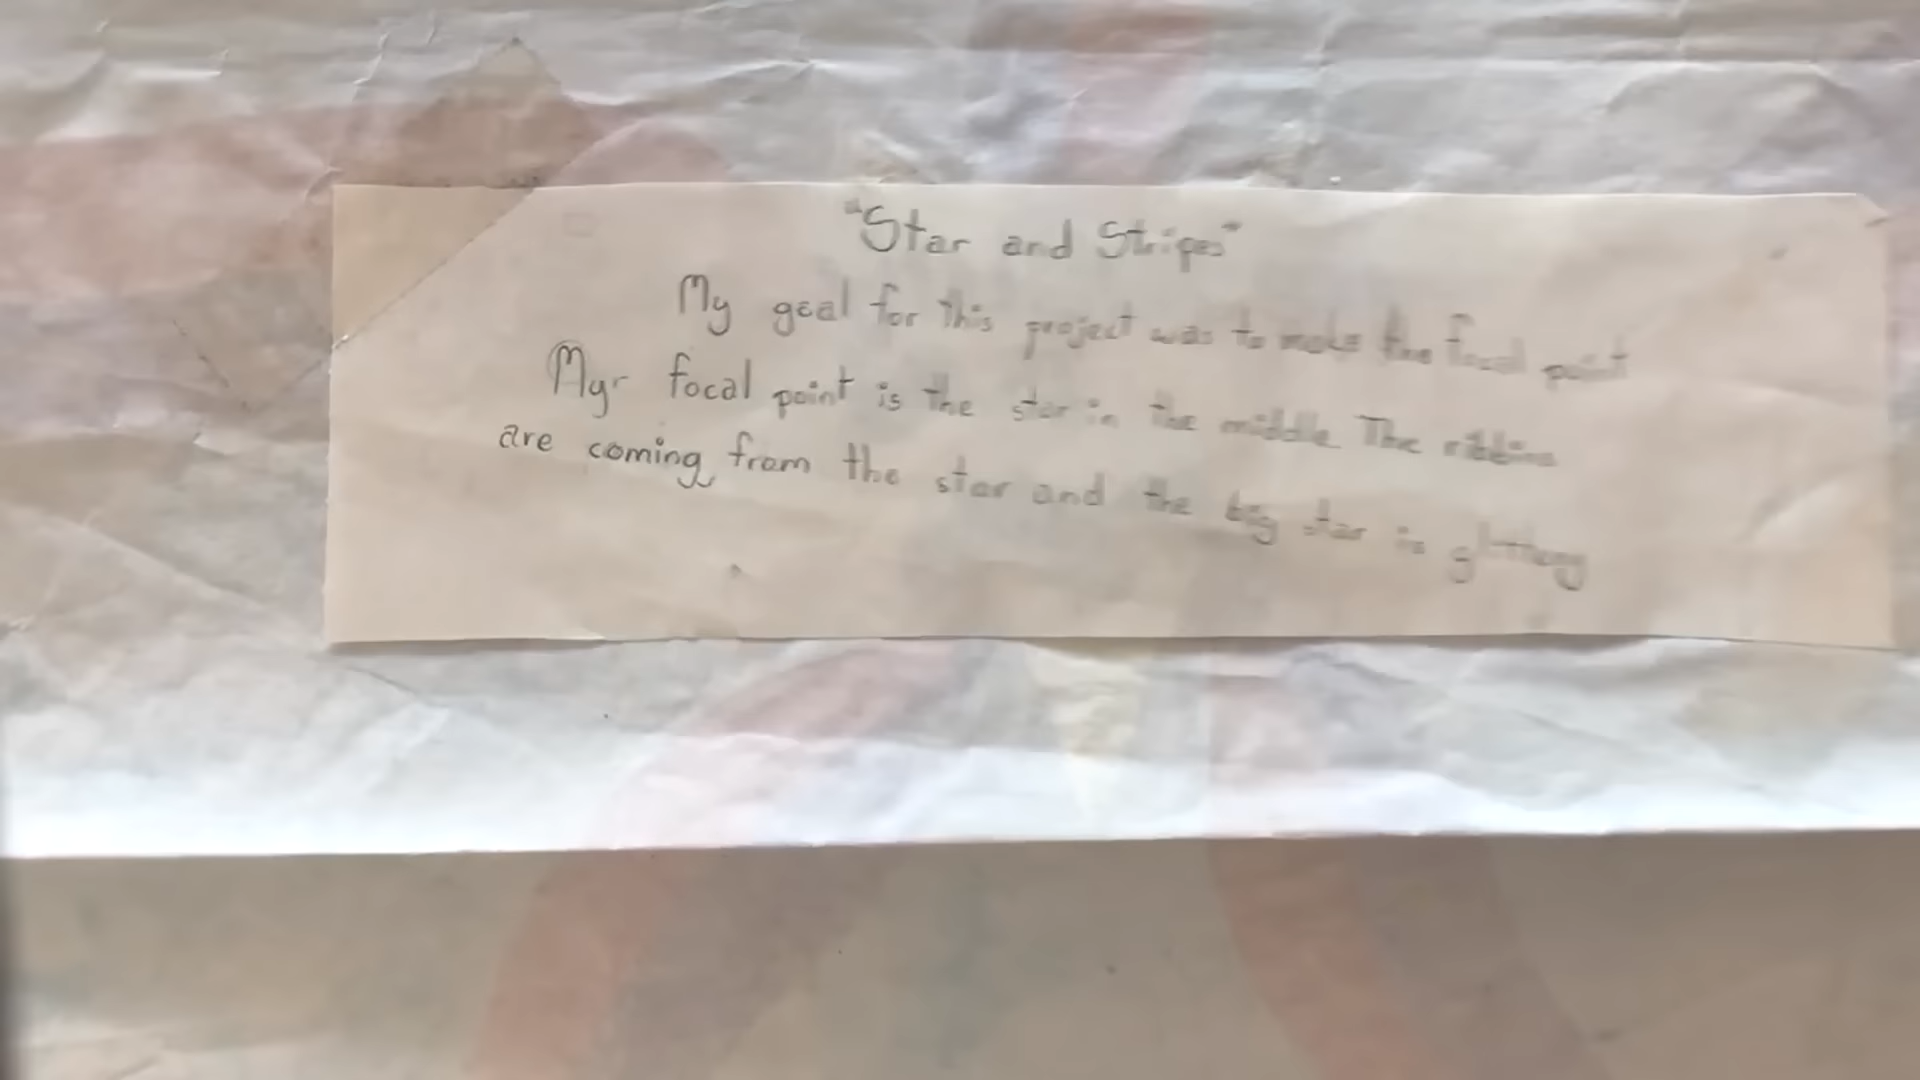 "Star and Stripes"
My goal for this project was to make the focal point
My focal point is the star in the middle The ribbins
are coming from the star and the big star is glittery